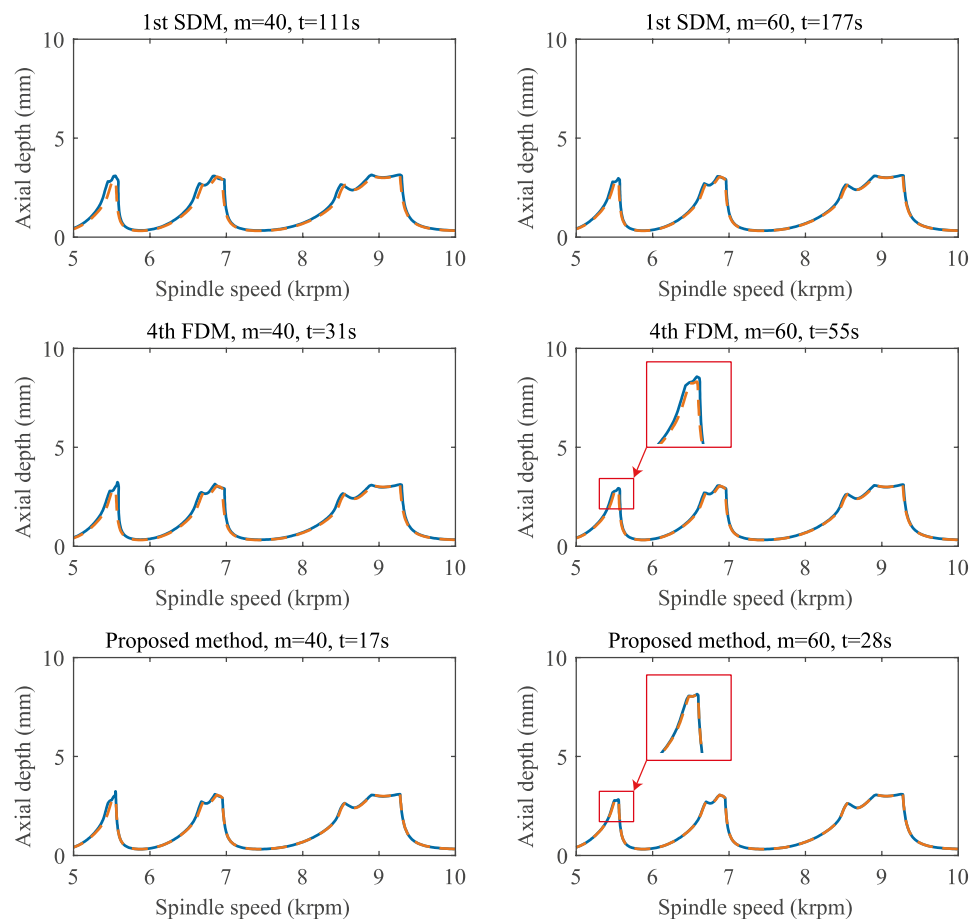 1st SDM, m=40, t=111s
10
5
0
Axial depth (mm)
5 6 7 8 9 10
Spindle speed (krpm)
1st SDM, m=60, t=177s
10
5
0
Axial depth (mm)
5 6 7 8 9 10
Spindle speed (krpm)
4th FDM, m=40, t=31s
10
5
0
Axial depth (mm)
5 6 7 8 9 10
Spindle speed (krpm)
4th FDM, m=60, t=55s
10
5
0
Axial depth (mm)
5 6 7 8 9 10
Spindle speed (krpm)
Proposed method, m=40, t=17s
10
5
0
Axial depth (mm)
5 6 7 8 9 10
Spindle speed (krpm)
Proposed method, m=60, t=28s
10
5
0
Axial depth (mm)
5 6 7 8 9 10
Spindle speed (krpm)